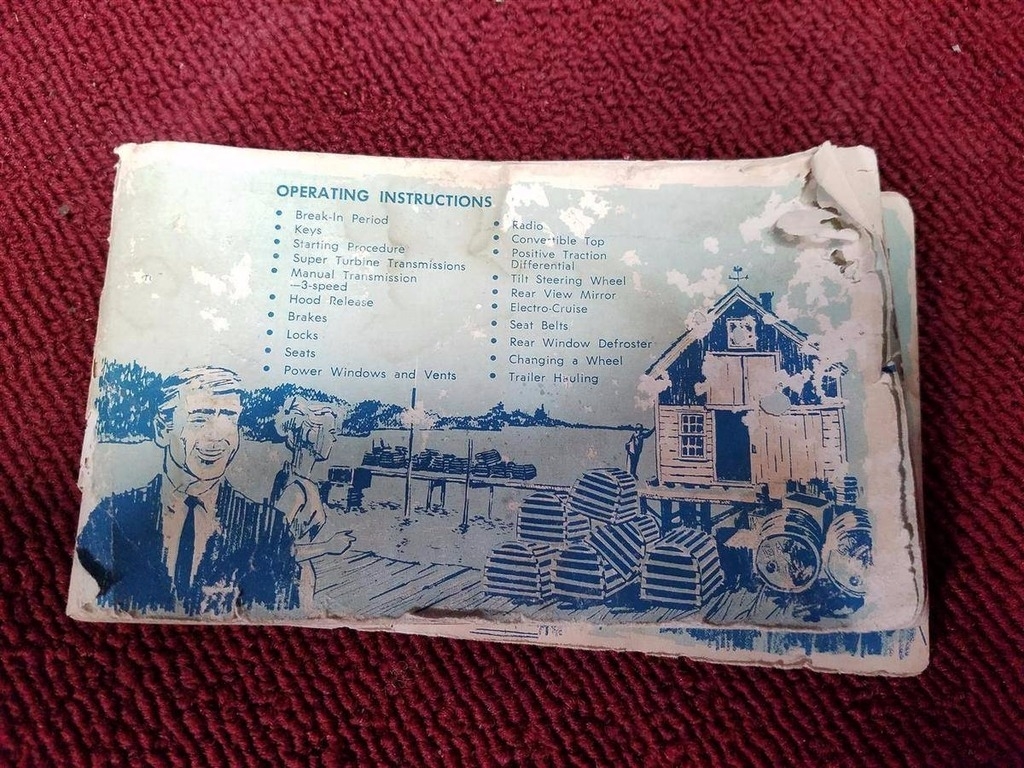 OPERATING INSTRUCTIONS
• Break-In Period
• Keys
• Starting Procedure
• Super Turbine Transmissions
• Manual Transmission
—3-speed
• Hood Release
• Brakes
• Locks
• Seats
• Power Windows and Vents
• Radio
• Convertible Top
• Positive Traction
Differential
• Tilt Steering Wheel
• Rear View Mirror
• Electro-Cruise
• Seat Belts
• Rear Window Defroster
• Changing a Wheel
• Trailer Hauling